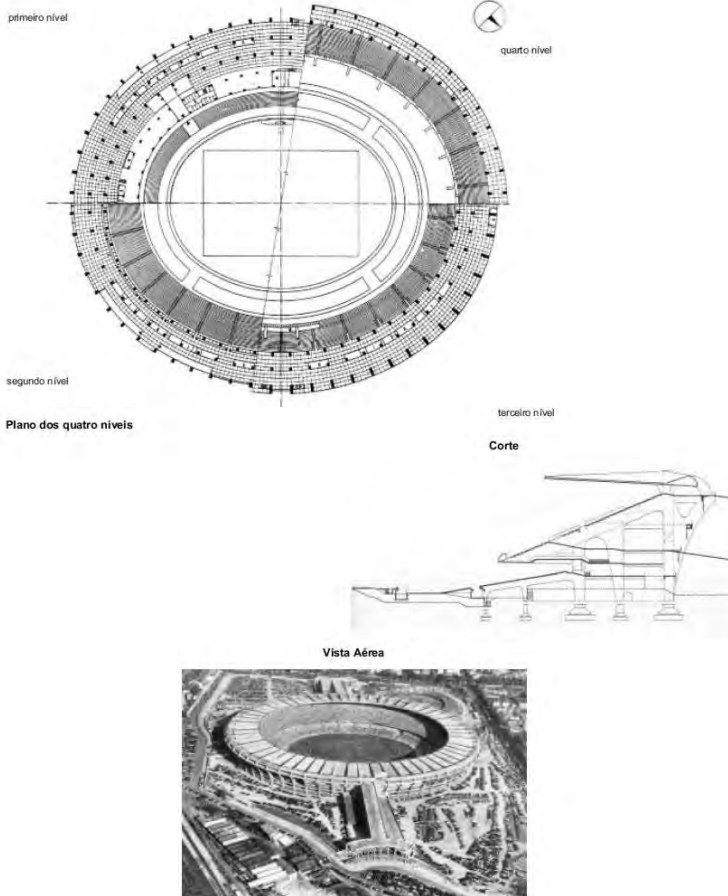 primeiro nível
quarto nível
segundo nível
terceiro nível
Plano dos quatro níveis
Corte
Vista Aérea